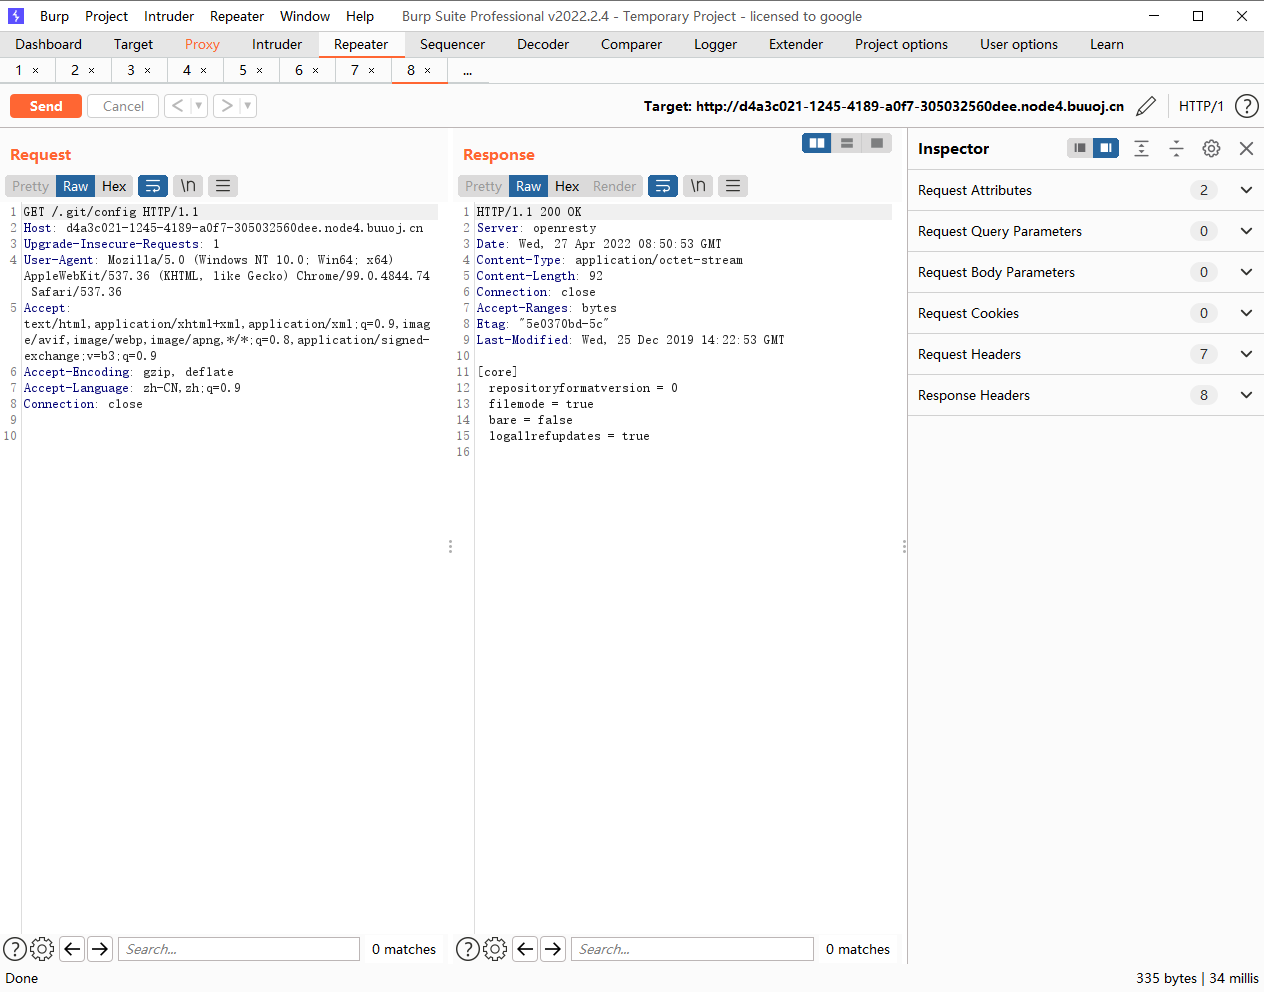 Burp Project Intruder Repeater Window Help Burp Suite Professional v2022.2.4 - Temporary Project - licensed to google
Dashboard Target Proxy Intruder Repeater Sequencer Decoder Comparer Logger Extender Project options User options Learn
1 × 2 × 3 × 4 × 5 × 6 × 7 × 8 × ...
Send Cancel < > Target: http://d4a3c021-1245-4189-a0f7-305032560dee.node4.buuoj.cn HTTP/1 ?
Request
Pretty Raw Hex \n
1 GET /.git/config HTTP/1.1
2 Host: d4a3c021-1245-4189-a0f7-305032560dee.node4.buuoj.cn
3 Upgrade-Insecure-Requests: 1
4 User-Agent: Mozilla/5.0 (Windows NT 10.0; Win64; x64)
AppleWebKit/537.36 (KHTML, like Gecko) Chrome/99.0.4844.74
Safari/537.36
5 Accept:
text/html,application/xhtml+xml,application/xml;q=0.9,imag
e/avif,image/webp,image/apng,*/*;q=0.8,application/signed-
exchange;v=b3;q=0.9
6 Accept-Encoding: gzip, deflate
7 Accept-Language: zh-CN,zh;q=0.9
8 Connection: close
9
10
? Search... 0 matches
Response
Pretty Raw Hex Render \n
1 HTTP/1.1 200 OK
2 Server: openresty
3 Date: Wed, 27 Apr 2022 08:50:53 GMT
4 Content-Type: application/octet-stream
5 Content-Length: 92
6 Connection: close
7 Accept-Ranges: bytes
8 Etag: "5e0370bd-5c"
9 Last-Modified: Wed, 25 Dec 2019 14:22:53 GMT
10
11 [core]
12 repositoryformatversion = 0
13 filemode = true
14 bare = false
15 logallrefupdates = true
16
? Search... 0 matches
Inspector
Request Attributes 2
Request Query Parameters 0
Request Body Parameters 0
Request Cookies 0
Request Headers 7
Response Headers 8
Done 335 bytes | 34 millis